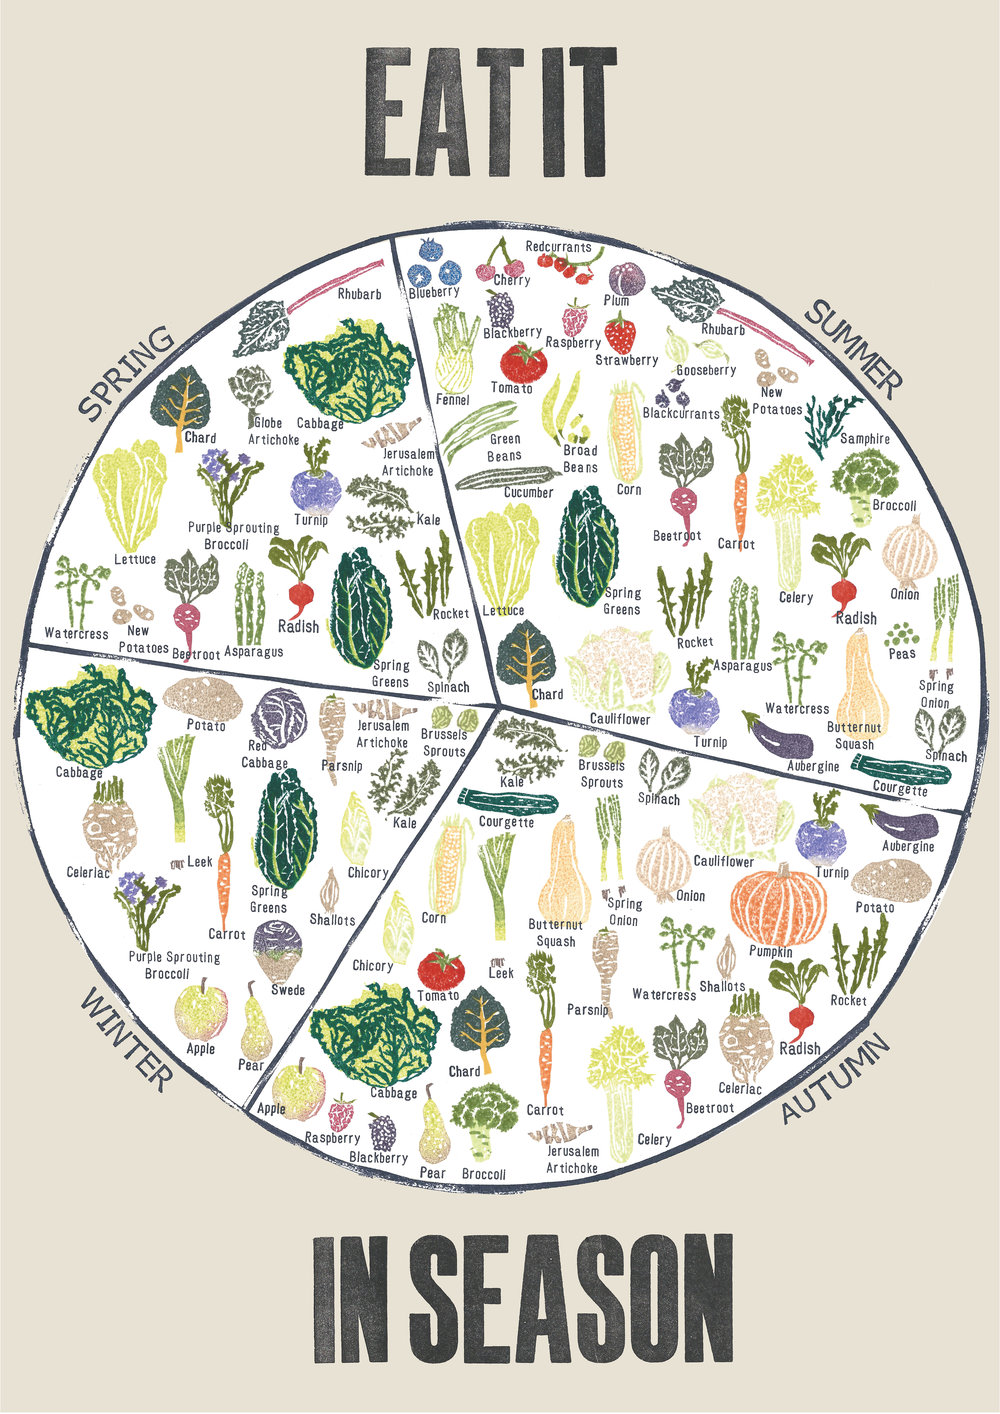 EAT IT
SPRING
Rhubarb
Chard
Globe
Artichoke
Cabbage
Jerusalem
Artichoke
Lettuce
Purple Sprouting
Broccoli
Turnip
Kale
Watercress
New
Potatoes
Beetroot
Asparagus
Radish
Spring
Greens
Rocket
Spinach
SUMMER
Blueberry
Cherry
Redcurrants
Plum
Rhubarb
Blackberry
Raspberry
Strawberry
Gooseberry
Fennel
Tomato
Blackcurrants
New
Potatoes
Green
Beans
Broad
Beans
Corn
Samphire
Cucumber
Beetroot
Carrot
Broccoli
Lettuce
Spring
Greens
Celery
Radish
Onion
Rocket
Asparagus
Peas
Chard
Cauliflower
Turnip
Watercress
Butternut
Squash
Spring
Onion
Aubergine
Spinach
Courgette
WINTER
Cabbage
Potato
Red
Cabbage
Parsnip
Jerusalem
Artichoke
Brussels
Sprouts
Kale
Celeriac
Leek
Carrot
Spring
Greens
Shallots
Chicory
Purple Sprouting
Broccoli
Swede
Apple
Pear
AUTUMN
Kale
Brussels
Sprouts
Spinach
Courgette
Cauliflower
Turnip
Aubergine
Corn
Butternut
Squash
Spring
Onion
Onion
Pumpkin
Potato
Chicory
Tomato
Leek
Parsnip
Watercress
Shallots
Rocket
Cabbage
Chard
Carrot
Celeriac
Radish
Apple
Raspberry
Blackberry
Pear
Broccoli
Jerusalem
Artichoke
Celery
Beetroot
IN SEASON